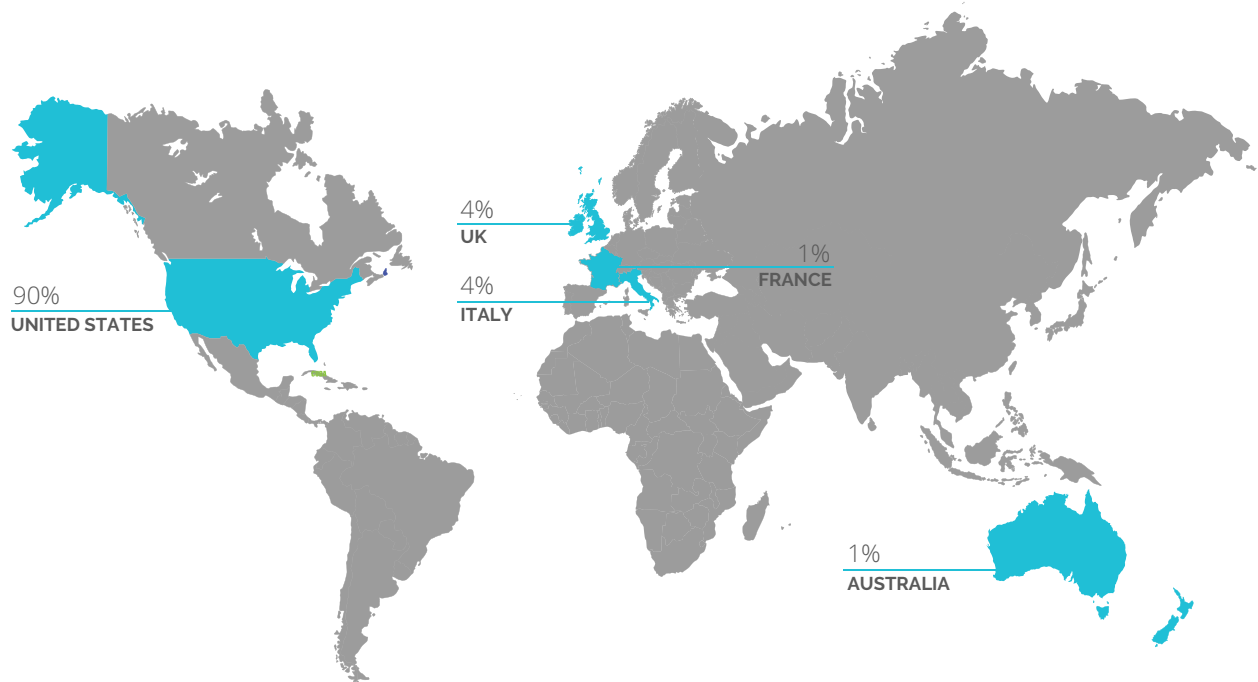 4%
UK
1%
FRANCE
4%
ITALY
90%
UNITED STATES
1%
AUSTRALIA